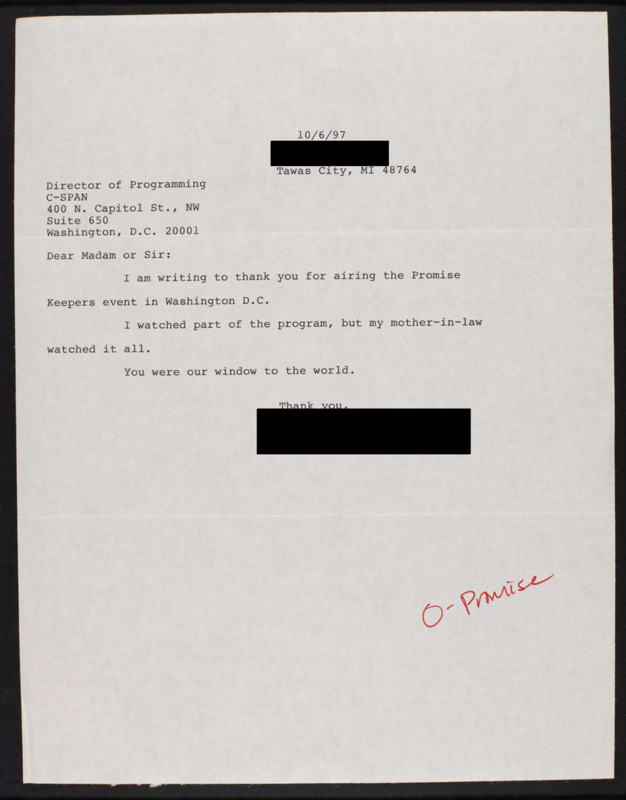 10/6/97
Tawas City, MI 48764
Director of Programming
C-SPAN
400 N. Capitol St., NW
Suite 650
Washington, D.C. 20001
Dear Madam or Sir:
I am writing to thank you for airing the Promise
Keepers event in Washington D.C.
I watched part of the program, but my mother-in-law
watched it all.
You were our window to the world.
Thank you,
O- Promise